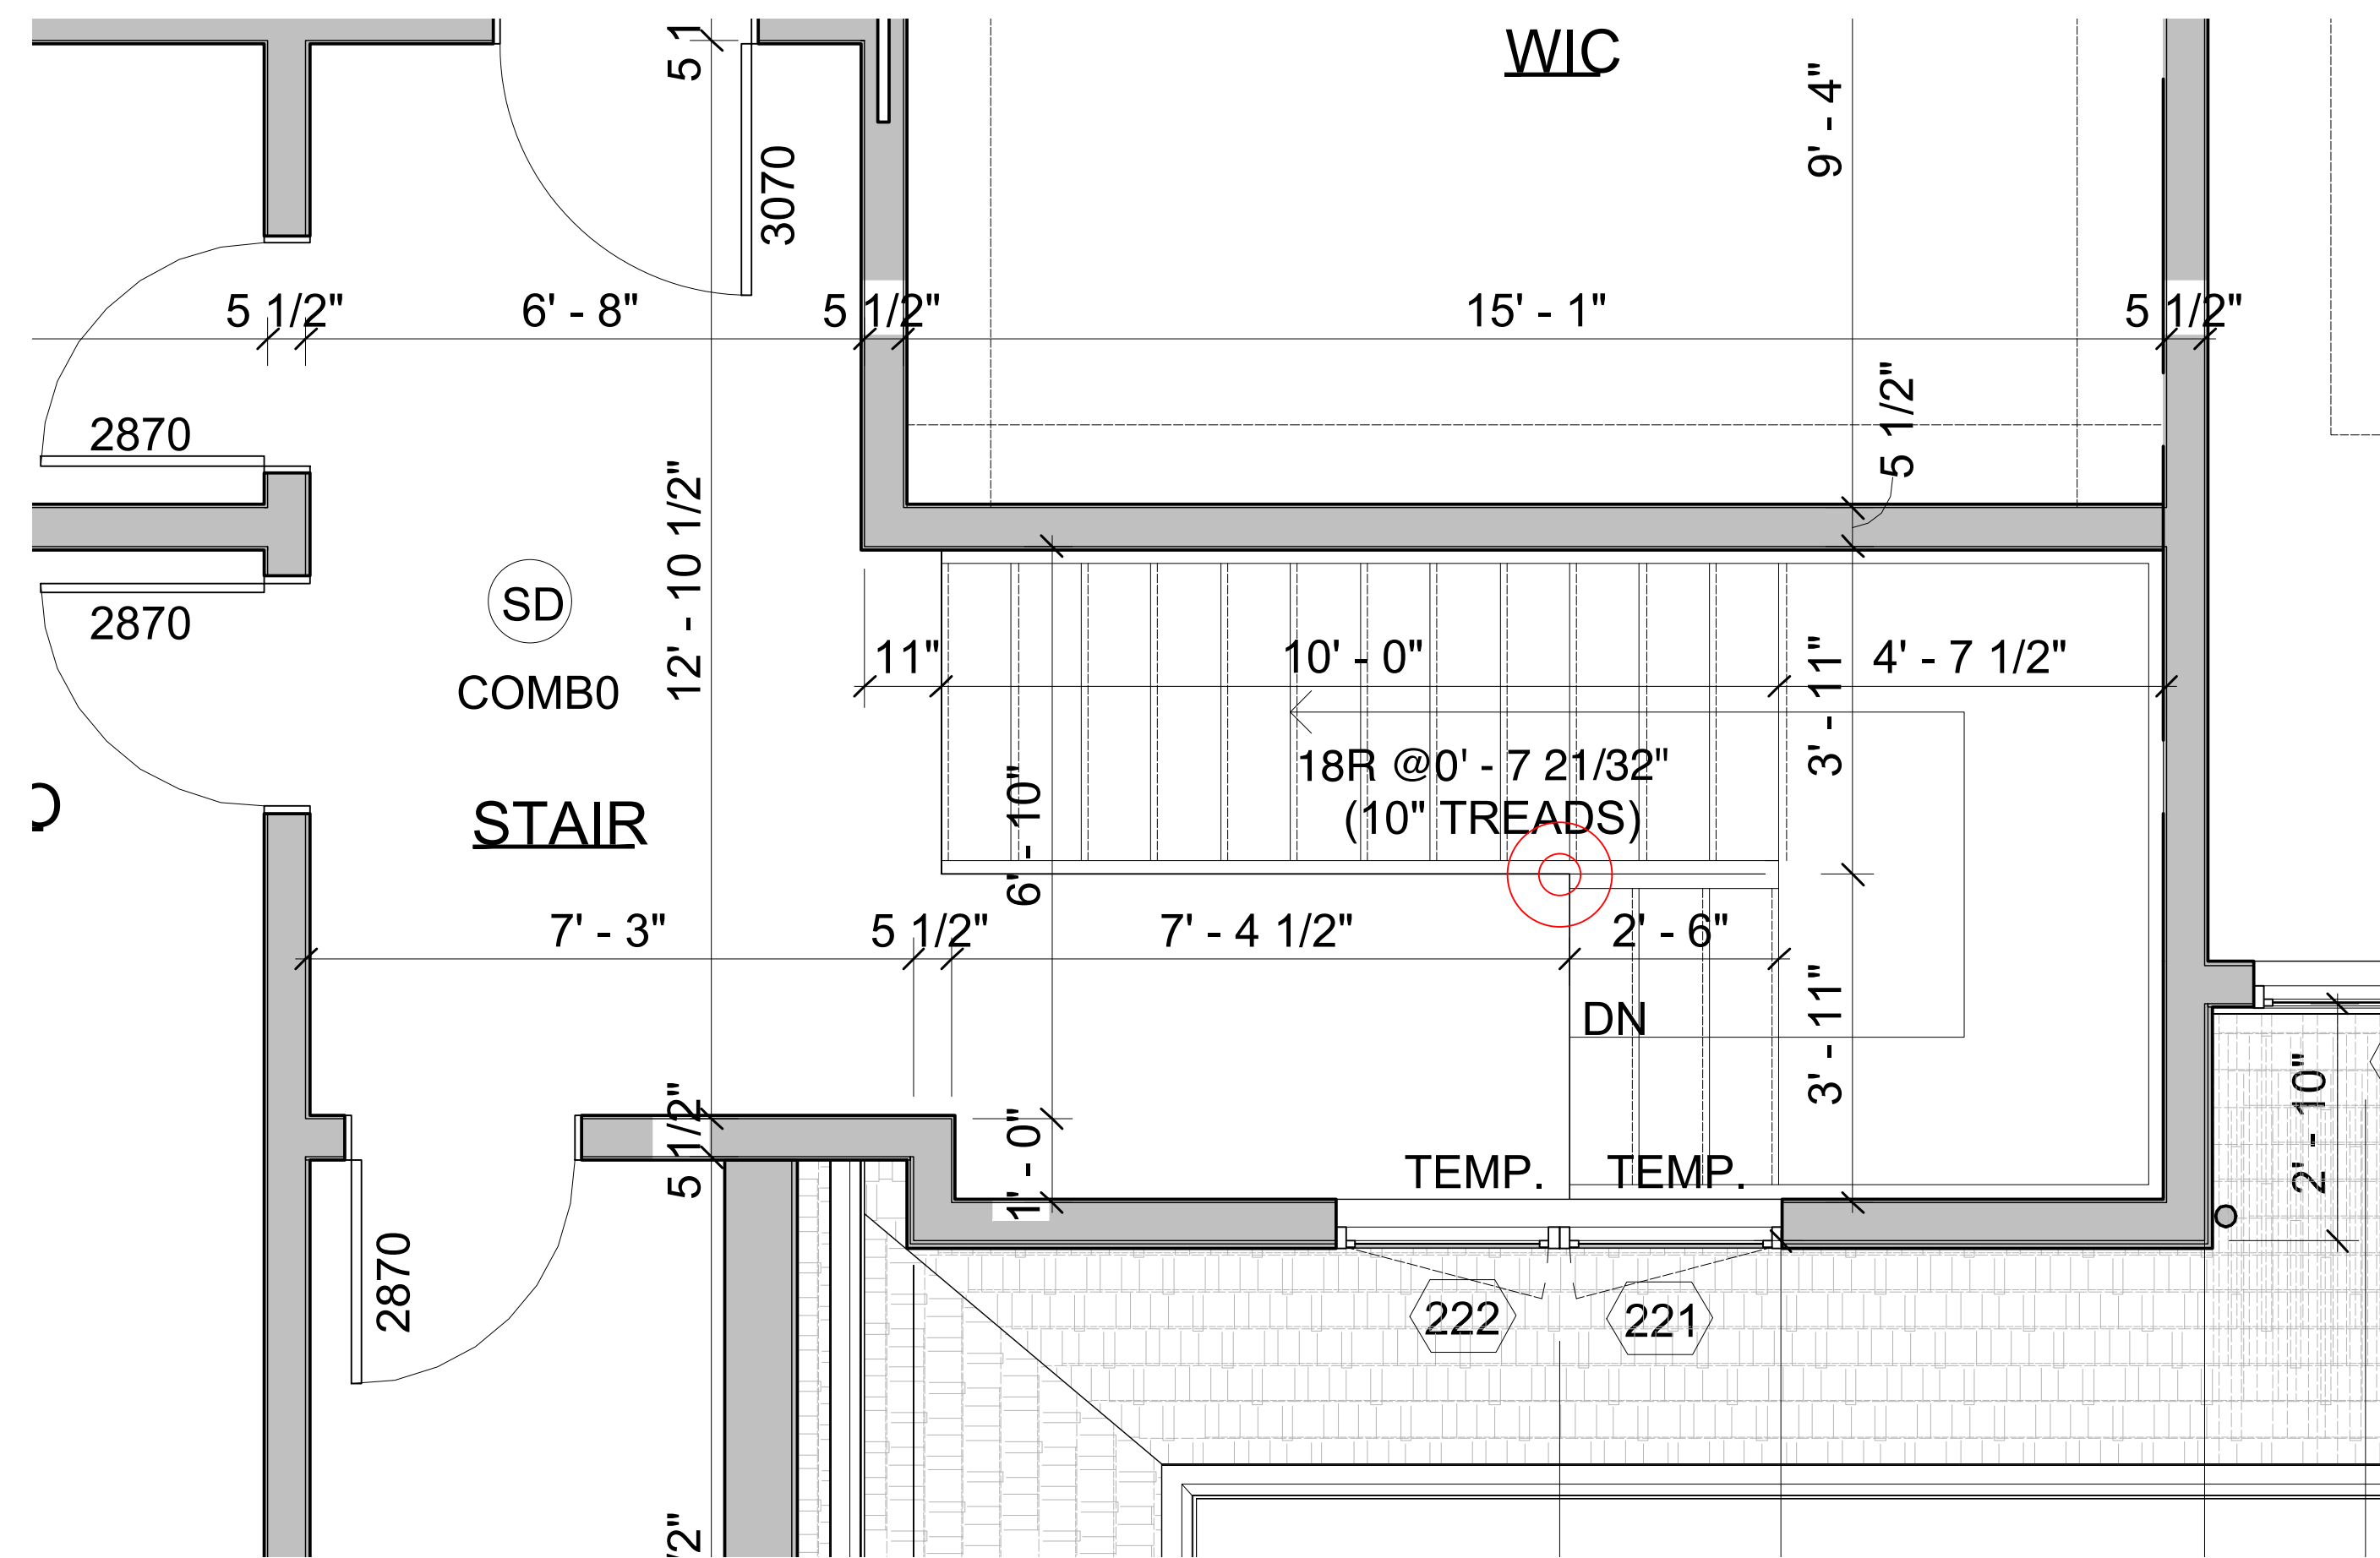 WIC
5 1
3070
9' - 4"
5 1/2"
6' - 8"
5 1/2"
15' - 1"
5 1/2"
2870
5 1/2"
12' - 10 1/2"
2870
SD
COMB0
11"
10' - 0"
3' - 11"
4' - 7 1/2"
18R @0' - 7 21/32"
(10" TREADS)
STAIR
6' - 10"
7' - 3"
5 1/2"
7' - 4 1/2"
2' - 6"
DN
3' - 11"
2' - 10"
5 1/2"
1' - 0"
TEMP.
TEMP.
2870
222
221
/2"